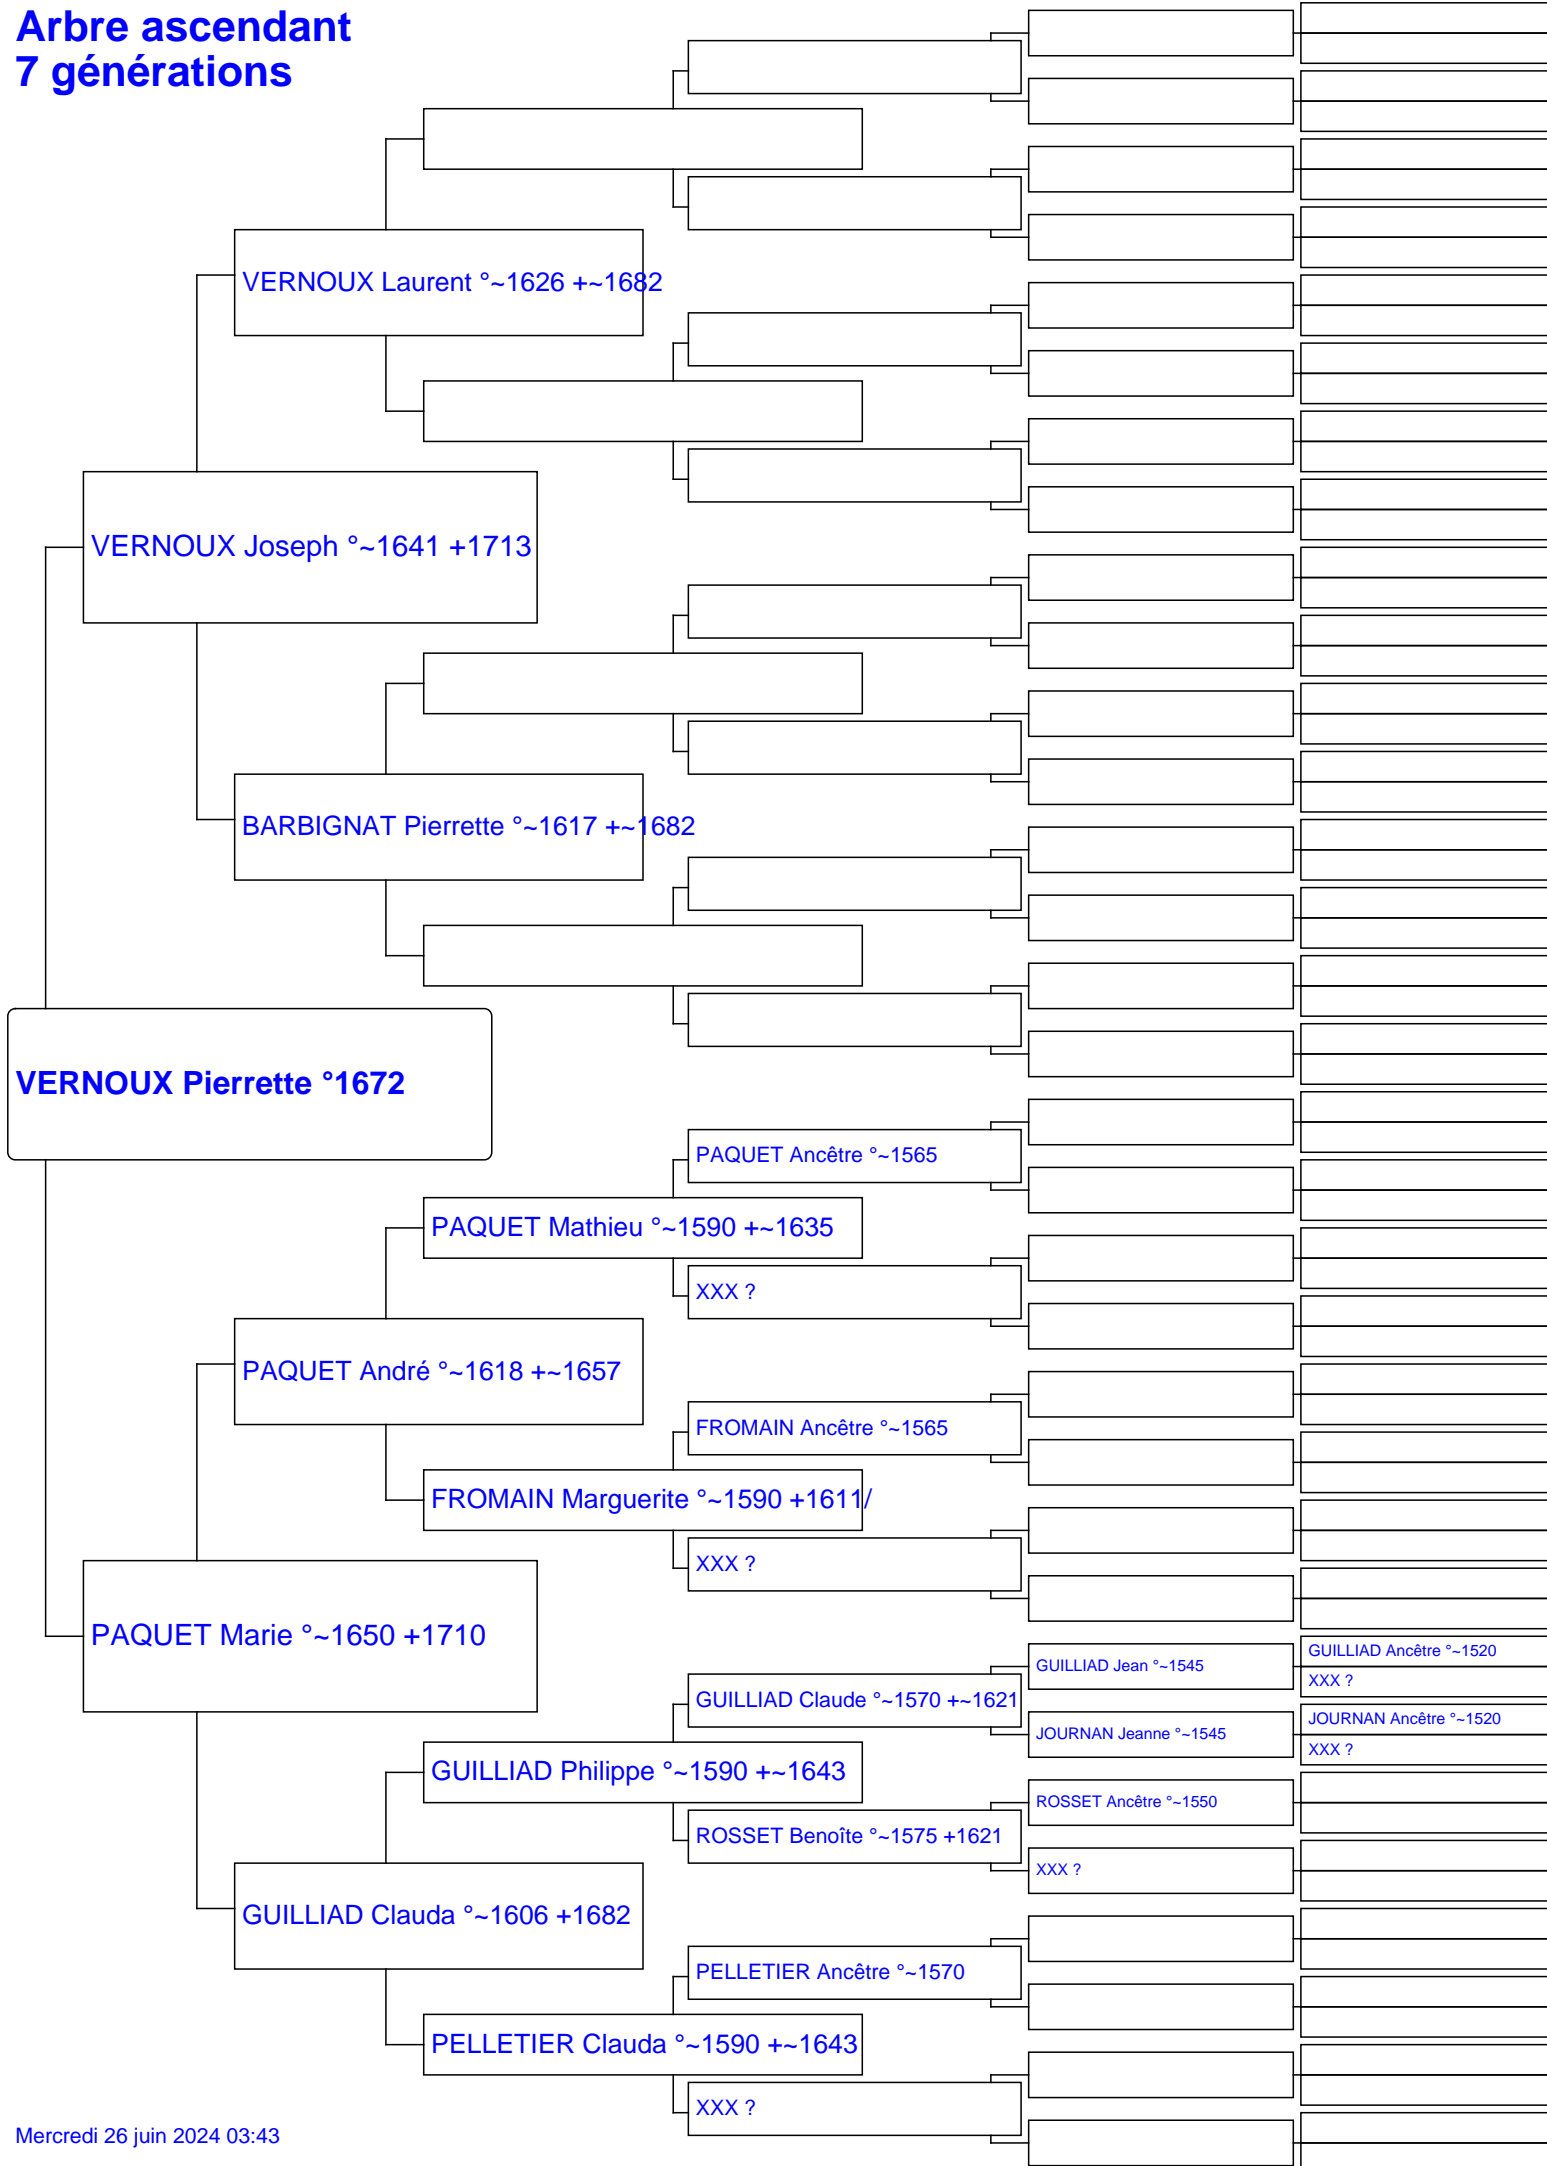 Arbre ascendant
7 générations
VERNOUX Laurent °~1626 +~1682
VERNOUX Joseph °~1641 +1713
BARBIGNAT Pierrette °~1617 +~1682
VERNOUX Pierrette °1672
PAQUET Ancêtre °~1565
PAQUET Mathieu °~1590 +~1635
XXX ?
PAQUET André °~1618 +~1657
FROMAIN Ancêtre °~1565
FROMAIN Marguerite °~1590 +1611/
XXX ?
PAQUET Marie °~1650 +1710
GUILLIAD Ancêtre °~1520
GUILLIAD Jean °~1545
XXX ?
GUILLIAD Claude °~1570 +~1621
JOURNAN Ancêtre °~1520
JOURNAN Jeanne °~1545
XXX ?
GUILLIAD Philippe °~1590 +~1643
ROSSET Ancêtre °~1550
ROSSET Benoîte °~1575 +1621
XXX ?
GUILLIAD Clauda °~1606 +1682
PELLETIER Ancêtre °~1570
PELLETIER Clauda °~1590 +~1643
XXX ?
Mercredi 26 juin 2024 03:43